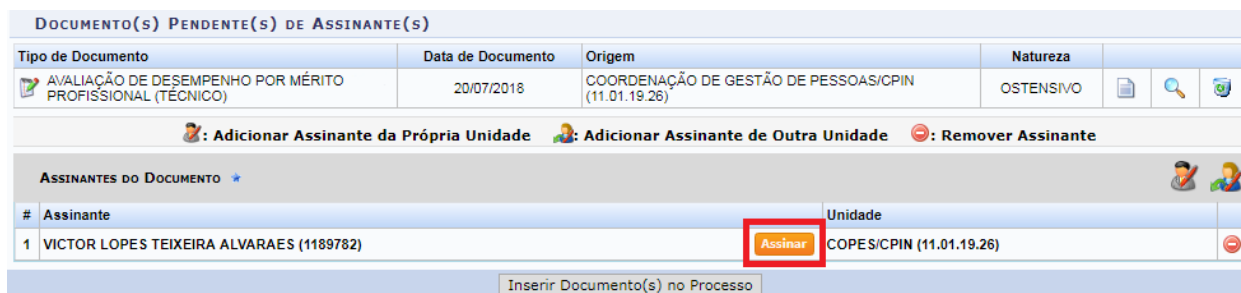 DOCUMENTO(S) PENDENTE(S) DE ASSINANTE(S)
Tipo de Documento Data de Documento Origem Natureza
AVALIAÇÃO DE DESEMPENHO POR MÉRITO PROFISSIONAL (TÉCNICO) 20/07/2018 COORDENAÇÃO DE GESTÃO DE PESSOAS/CPIN (11.01.19.26) OSTENSIVO
: Adicionar Assinante da Própria Unidade : Adicionar Assinante de Outra Unidade : Remover Assinante
ASSINANTES DO DOCUMENTO
# Assinante Unidade
1 VICTOR LOPES TEIXEIRA ALVARAES (1189782) Assinar COPES/CPIN (11.01.19.26)
Inserir Documento(s) no Processo